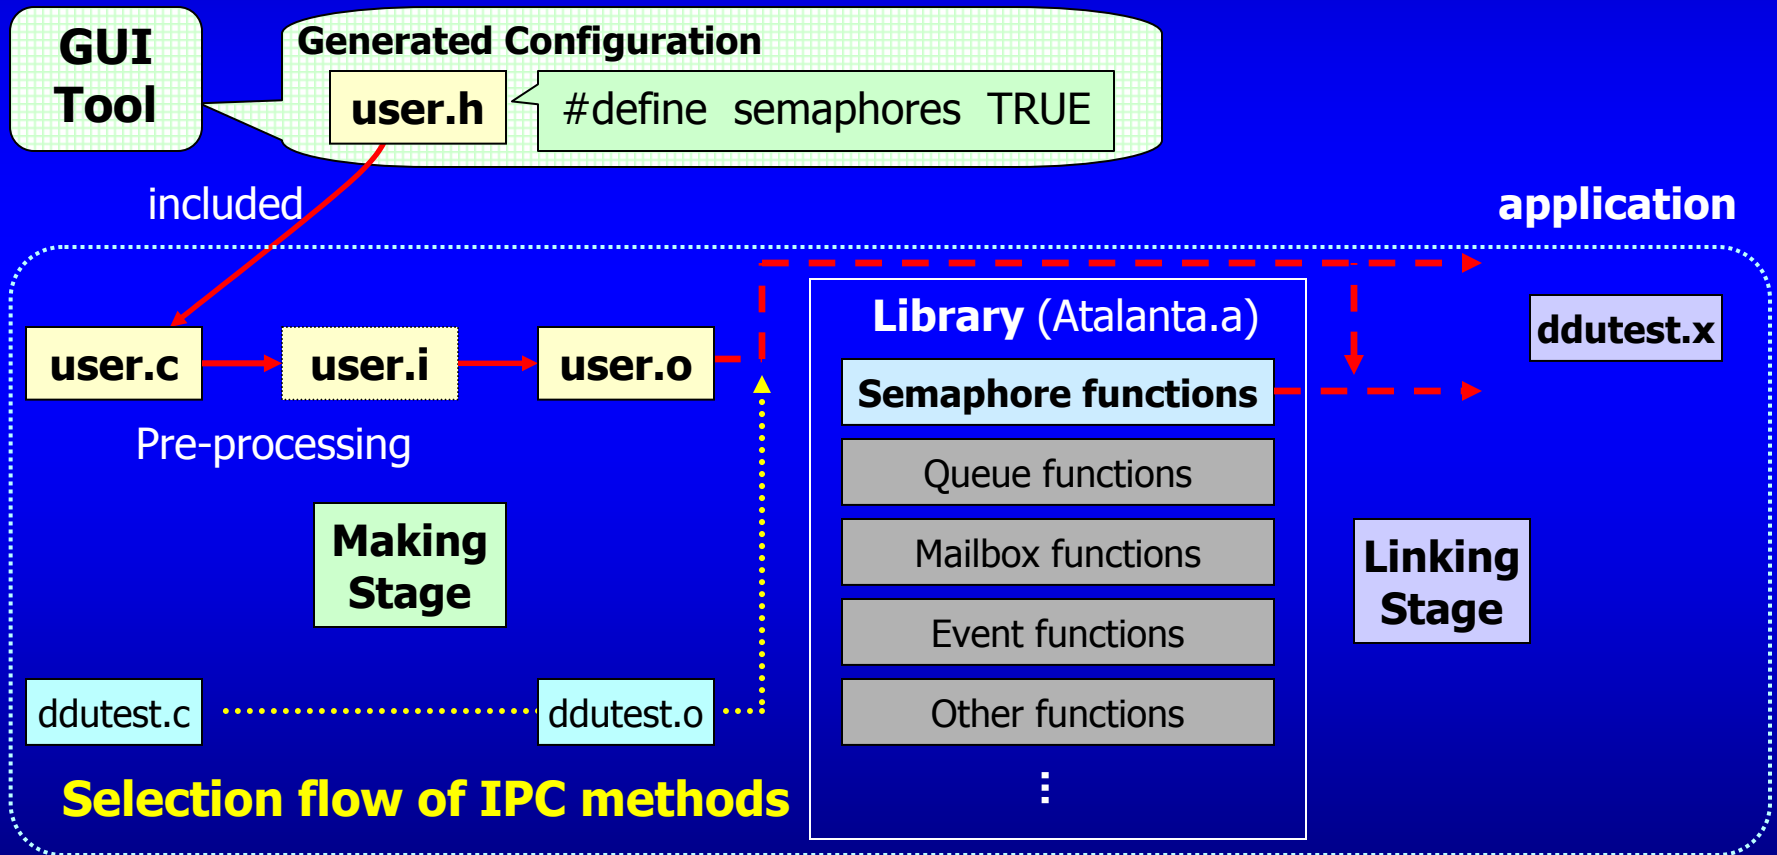 GUI
Tool
Generated Configuration
user.h
#define semaphores TRUE
included
application
Library (Atalanta.a)
ddutest.x
user.c
user.i
user.o
Semaphore functions
Pre-processing
Queue functions
Making
Stage
Mailbox functions
Linking
Stage
Event functions
ddutest.c
ddutest.o
Other functions
Selection flow of IPC methods
⋮